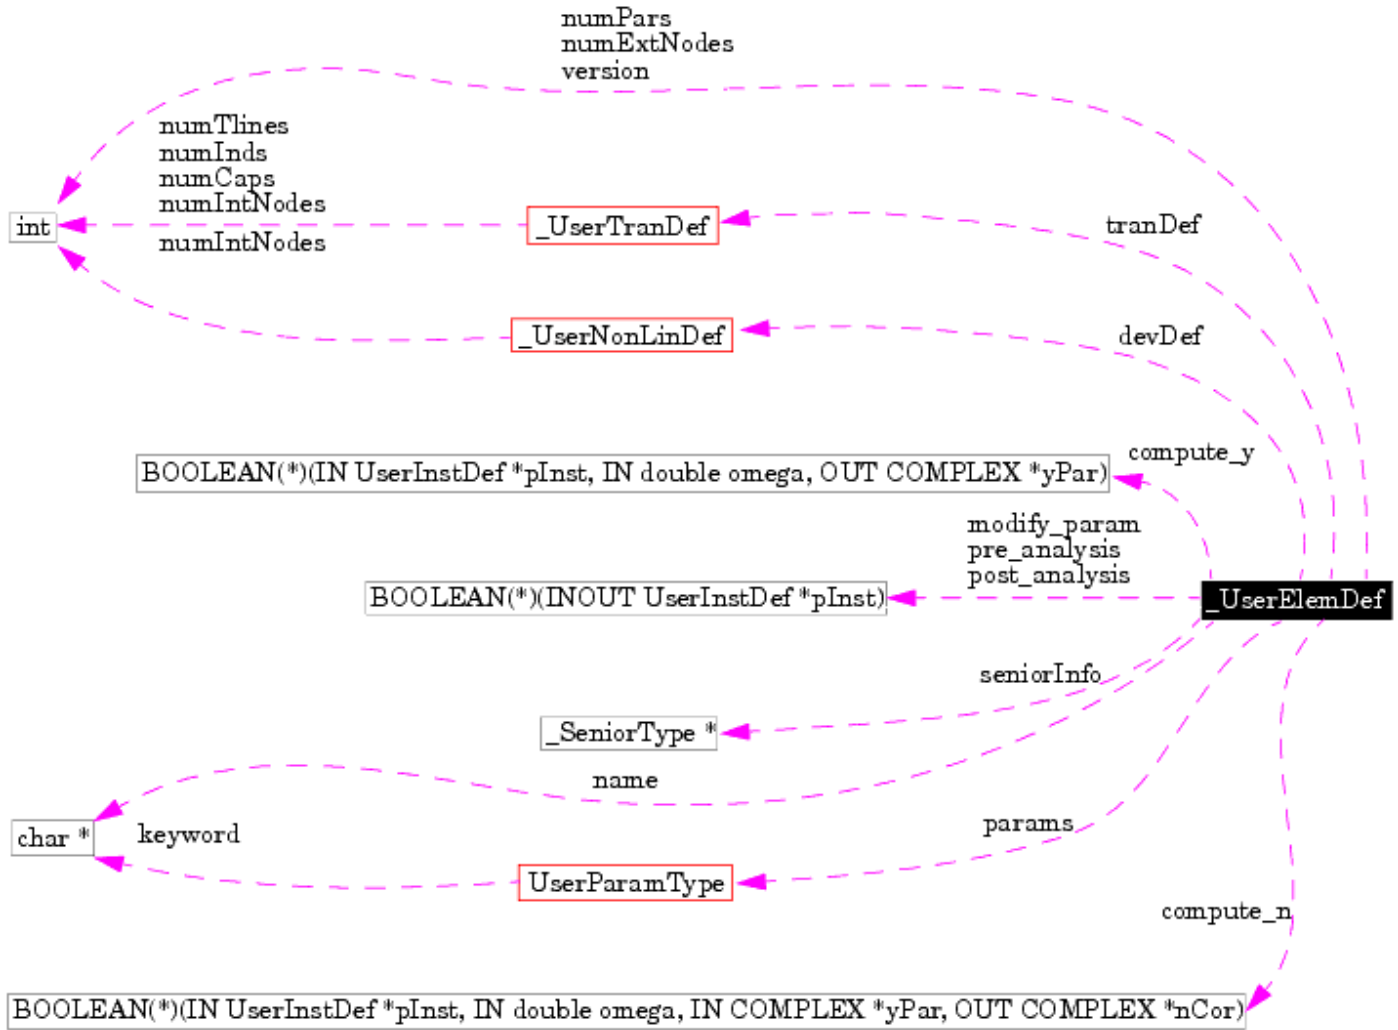 numPars
numExtNodes
version
numTlines
numInds
numCaps
numIntNodes
int
_UserTranDef
tranDef
numIntNodes
_UserNonLinDef
devDef
compute_y
BOOLEAN(*)(IN UserInstDef *pInst, IN double omega, OUT COMPLEX *yPar)
modify_param
pre_analysis
post_analysis
BOOLEAN(*)(INOUT UserInstDef *pInst)
_UserElemDef
seniorInfo
_SeniorType *
name
params
char *
keyword
UserParamType
compute_n
BOOLEAN(*)(IN UserInstDef *pInst, IN double omega, IN COMPLEX *yPar, OUT COMPLEX *nCor)